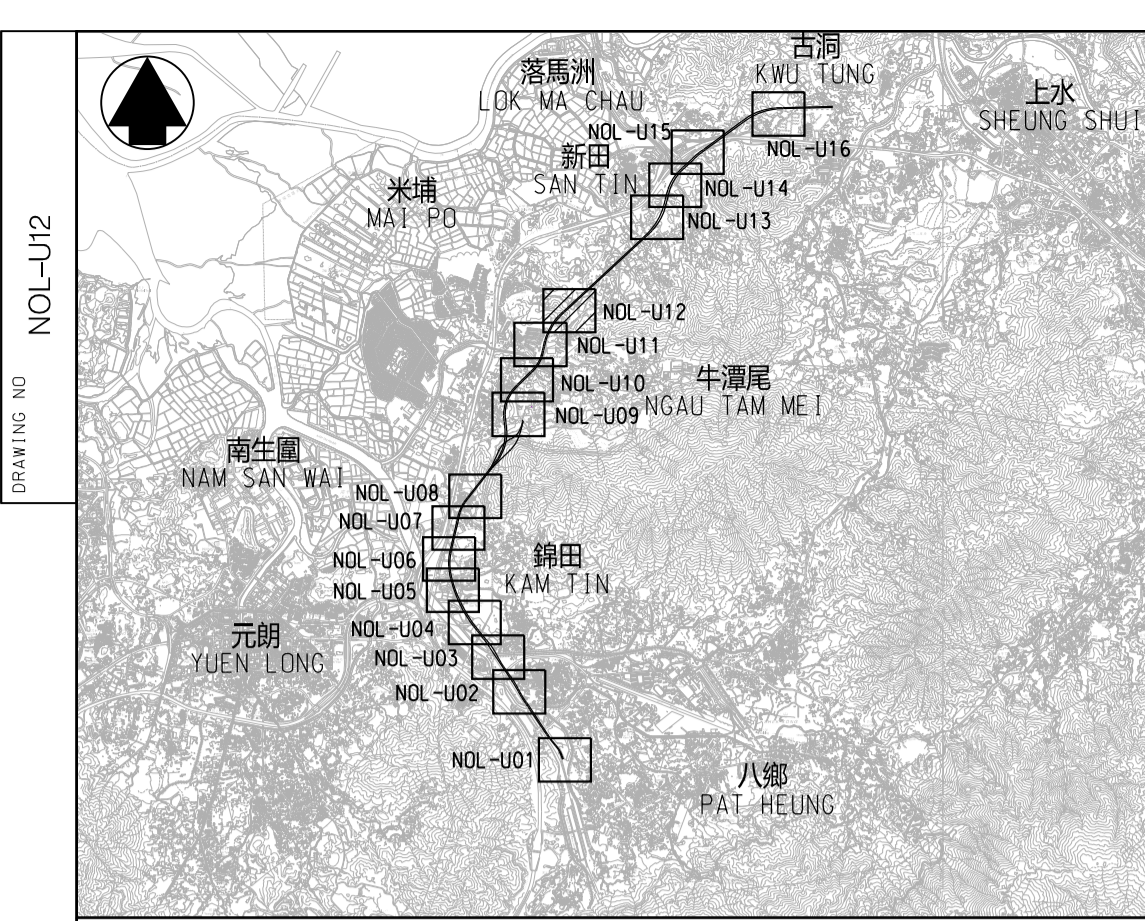 DRAWING NO
NOL-U12
古洞
KWU TUNG
落馬洲
LOK MA CHAU
上水
SHEUNG SHUI
NOL-U15
NOL-U16
新田
SAN TIN
米埔
MAI PO
NOL-U14
NOL-U13
NOL-U12
NOL-U11
牛潭尾
NGAU TAM MEI
NOL-U10
NOL-U09
南生圍
NAM SAN WAI
NOL-U08
NOL-U07
NOL-U06
錦田
KAM TIN
NOL-U05
NOL-U04
元朗
YUEN LONG
NOL-U03
NOL-U02
NOL-U01
八鄉
PAT HEUNG